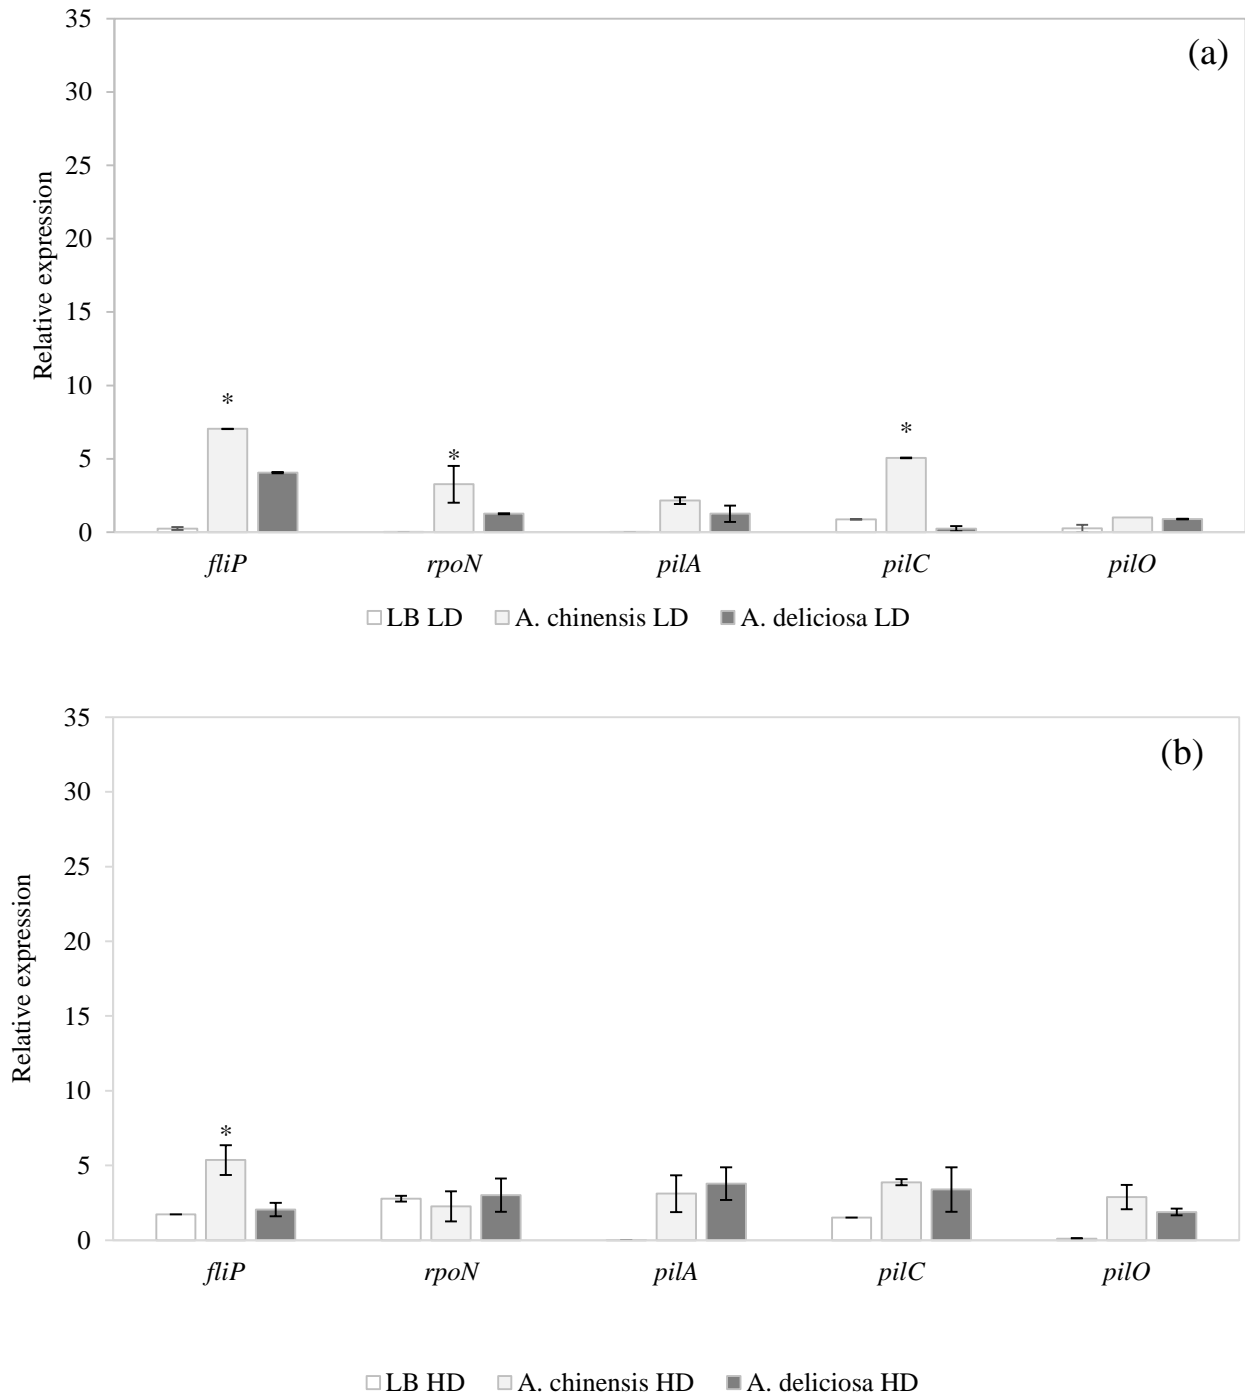 (a)
Relative expression
35
30
25
20
15
10
5
0
*
*
*
fliP rpoN pilA pilC pilO
LB LD A. chinensis LD A. deliciosa LD
(b)
Relative expression
35
30
25
20
15
10
5
0
*
fliP rpoN pilA pilC pilO
LB HD A. chinensis HD A. deliciosa HD